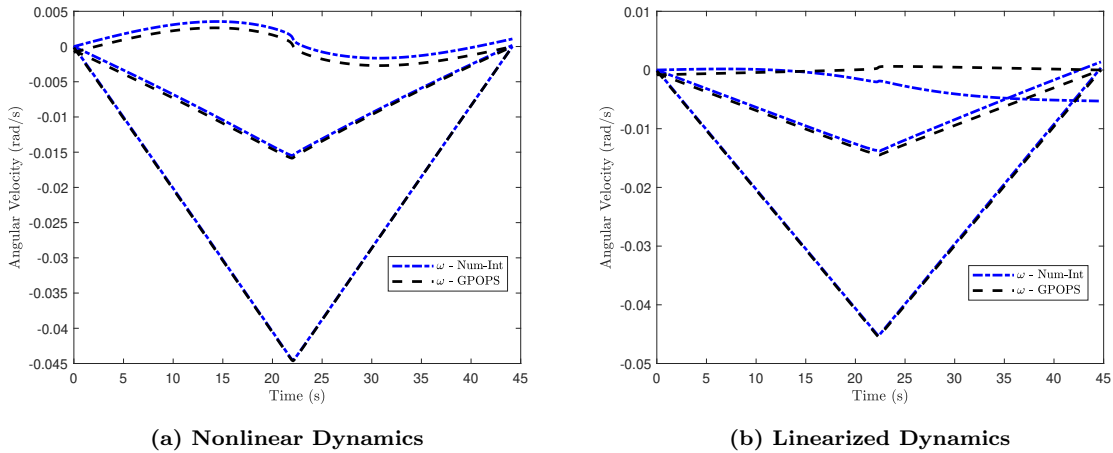 0.005
0
-0.005
-0.01
-0.015
-0.02
-0.025
-0.03
-0.035
-0.04
-0.045
Angular Velocity (rad/s)
0 5 10 15 20 25 30 35 40 45
Time (s)
ω - Num-Int
ω - GPOPS
(a) Nonlinear Dynamics
0.01
0
-0.01
-0.02
-0.03
-0.04
-0.05
Angular Velocity (rad/s)
0 5 10 15 20 25 30 35 40 45
Time (s)
ω - Num-Int
ω - GPOPS
(b) Linearized Dynamics